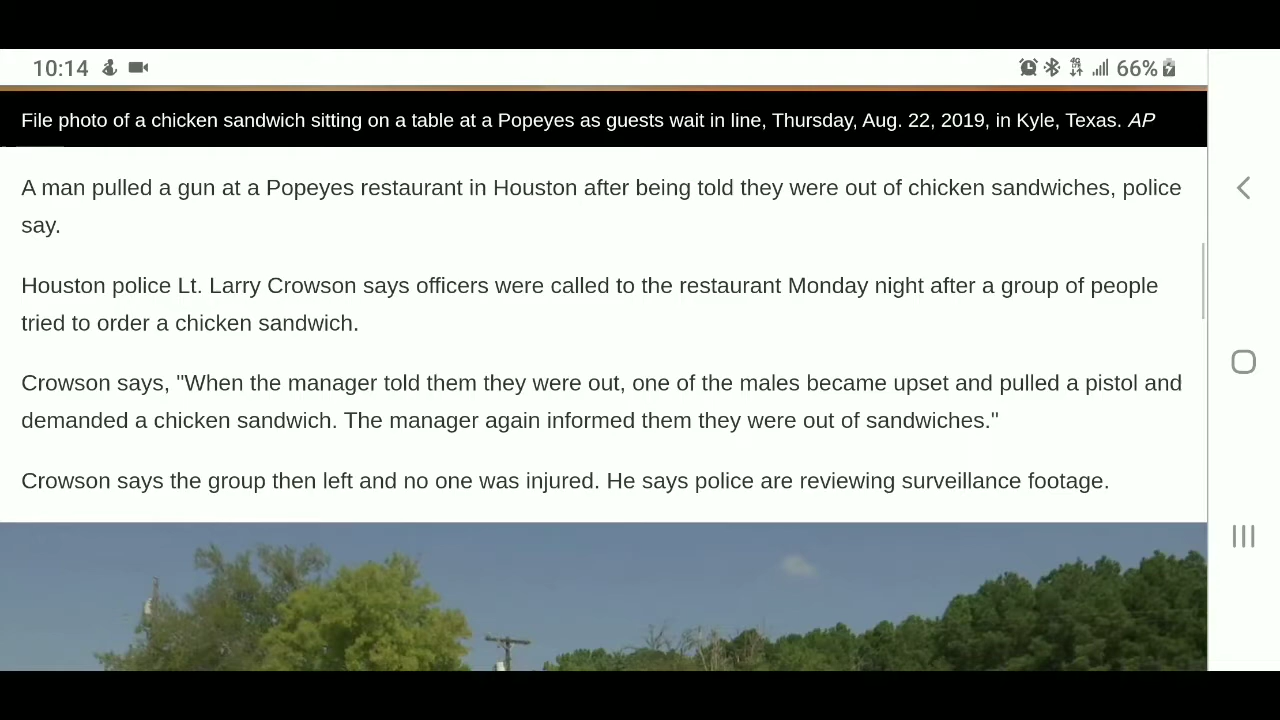 10:14
66%
File photo of a chicken sandwich sitting on a table at a Popeyes as guests wait in line, Thursday, Aug. 22, 2019, in Kyle, Texas. AP
A man pulled a gun at a Popeyes restaurant in Houston after being told they were out of chicken sandwiches, police
say.
Houston police Lt. Larry Crowson says officers were called to the restaurant Monday night after a group of people
tried to order a chicken sandwich.
Crowson says, "When the manager told them they were out, one of the males became upset and pulled a pistol and
demanded a chicken sandwich. The manager again informed them they were out of sandwiches."
Crowson says the group then left and no one was injured. He says police are reviewing surveillance footage.